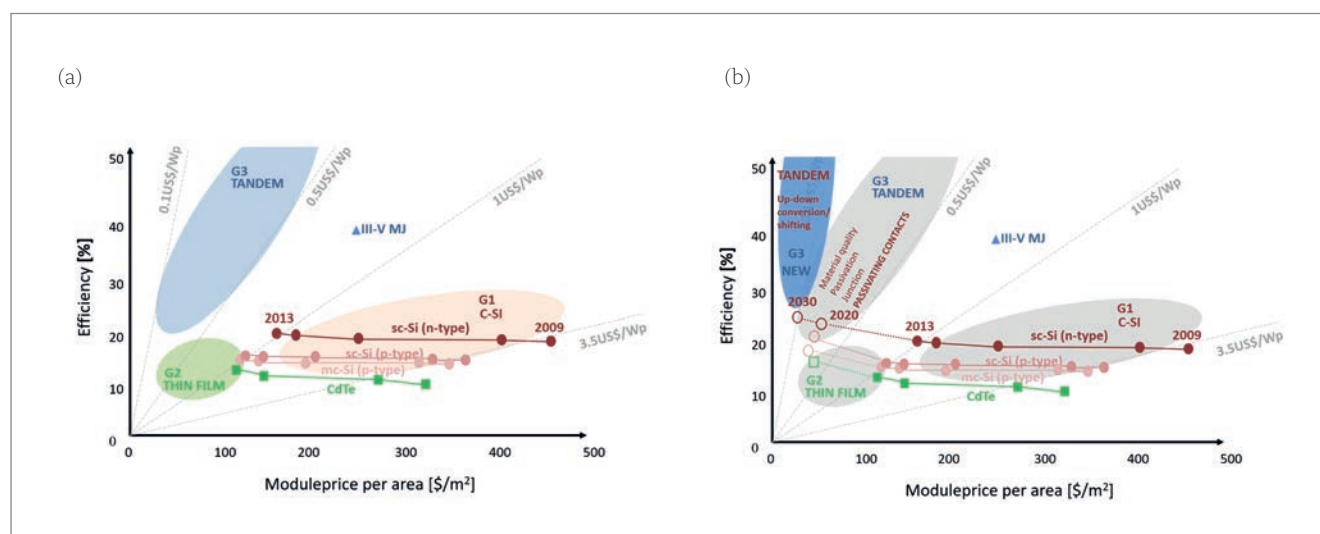 (a)
50
40
30
20
10
0
Efficiency [%]
0
0
100
200
300
400
500
Moduleprice per area [$/m²]
0.1US$/Wp
0.5US$/Wp
1US$/Wp
3.5US$/Wp
G3
TANDEM
III-V MJ
G1
C-SI
2013
sc-Si (n-type)
2009
sc-Si (p-type)
mc-Si (p-type)
G2
THIN FILM
CdTe
(b)
50
40
30
20
10
0
Efficiency [%]
0
0
100
200
300
400
500
Moduleprice per area [$/m²]
0.5US$/Wp
1US$/Wp
3.5US$/Wp
TANDEM
Up-down
conversion/
shifting
G3
NEW
G3
TANDEM
Material quality
Passivation
Junction
PASSIVATING CONTACTS
III-V MJ
G1
C-SI
2030
2020
2013
sc-Si (n-type)
2009
sc-Si (p-type)
mc-Si (p-type)
G2
THIN FILM
CdTe